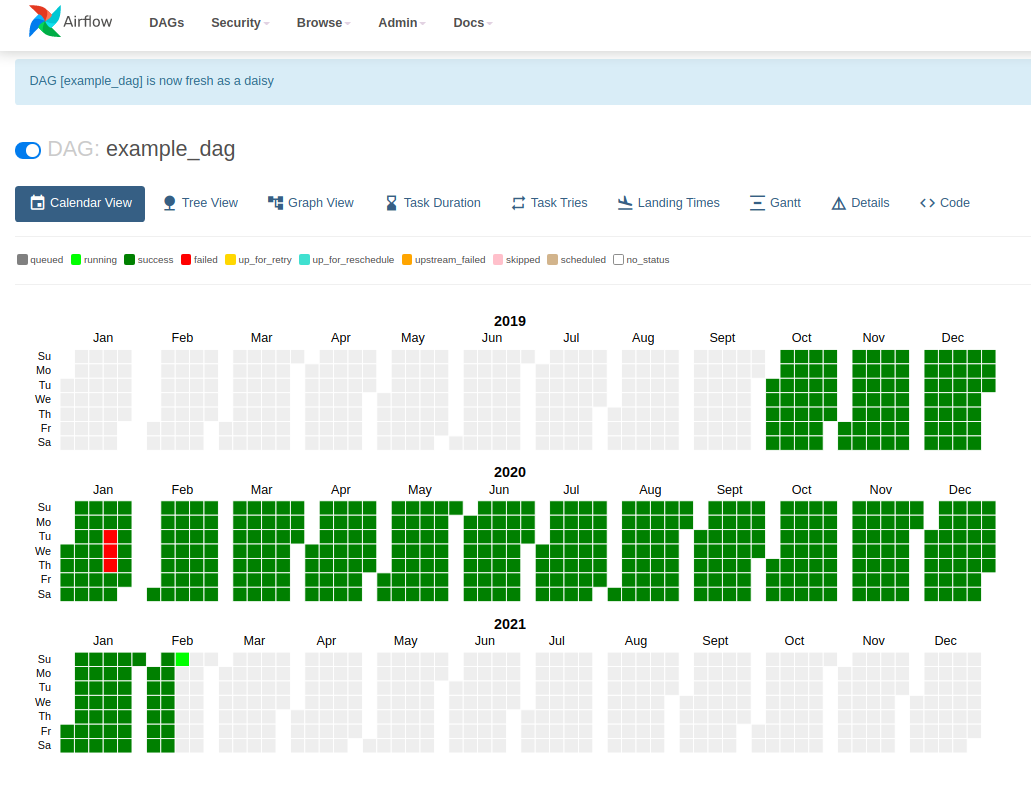 Airflow DAGs Security Browse Admin Docs
DAG [example_dag] is now fresh as a daisy
DAG: example_dag
Calendar View Tree View Graph View Task Duration Task Tries Landing Times Gantt Details Code
queued running success failed up_for_retry up_for_reschedule upstream_failed skipped scheduled no_status
2019
Jan Feb Mar Apr May Jun Jul Aug Sept Oct Nov Dec
Su
Mo
Tu
We
Th
Fr
Sa
2020
Jan Feb Mar Apr May Jun Jul Aug Sept Oct Nov Dec
Su
Mo
Tu
We
Th
Fr
Sa
2021
Jan Feb Mar Apr May Jun Jul Aug Sept Oct Nov Dec
Su
Mo
Tu
We
Th
Fr
Sa